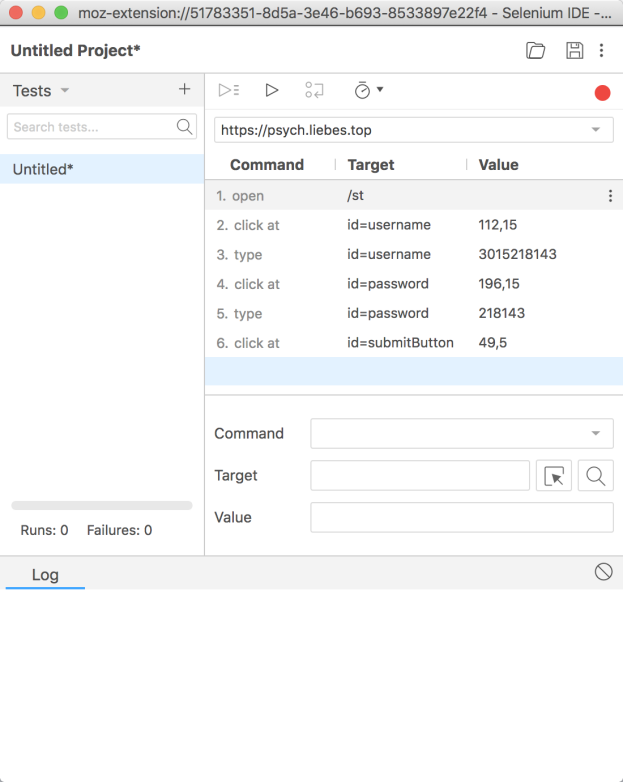 moz-extension://51783351-8d5a-3e46-b693-8533897e22f4 - Selenium IDE -...
Untitled Project*
Tests
Search tests...
https://psych.liebes.top
Untitled*
Command Target Value
1. open /st
2. click at id=username 112,15
3. type id=username 3015218143
4. click at id=password 196,15
5. type id=password 218143
6. click at id=submitButton 49,5
Command
Target
Value
Runs: 0 Failures: 0
Log